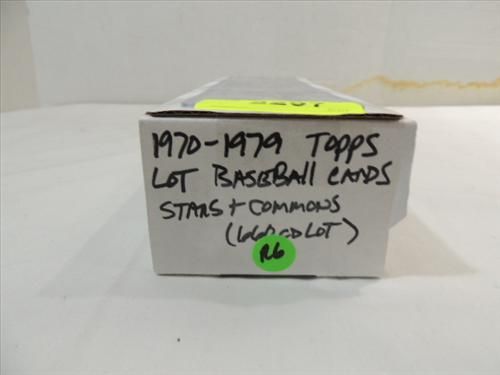 1970-1979 TOPPS
LOT BASEBALL CARDS
STARS + COMMONS
(660 CD LOT)
R6